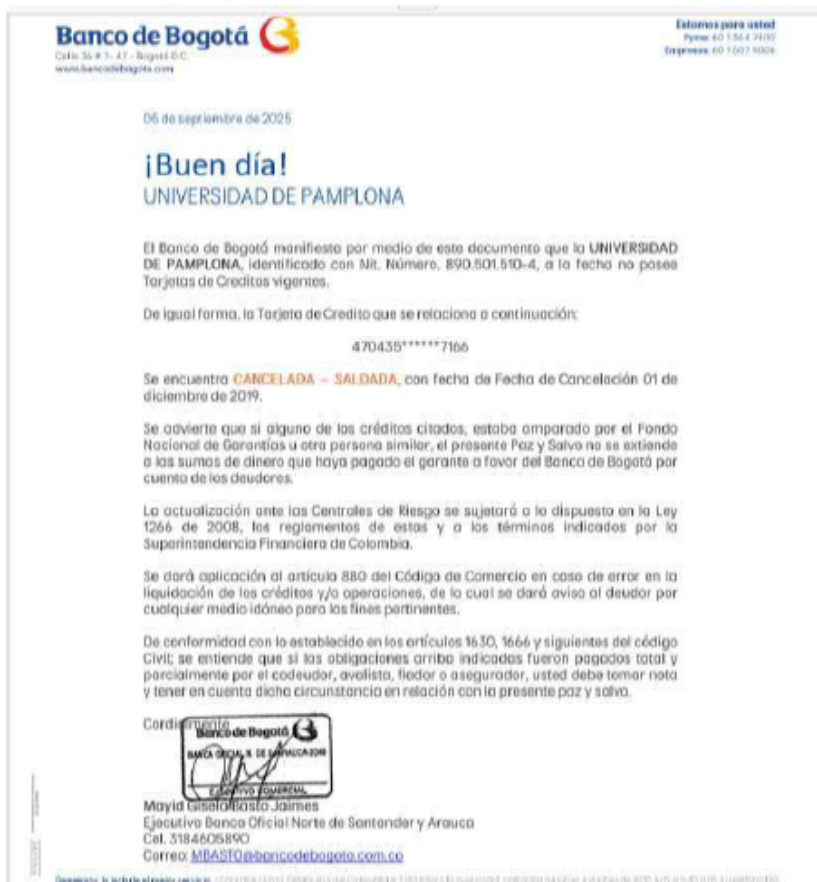 Banco de Bogotá
Calle 36 # 7- 47 - Bogotá D.C.
www.bancodebogota.com
Estamos para usted
06 de septiembre de 2025
¡Buen día!
UNIVERSIDAD DE PAMPLONA
El Banco de Bogotá manifiesta por medio de este documento que la UNIVERSIDAD
DE PAMPLONA, identificado con Nit. Número. 890.501.510-4, a la fecha no posee
Tarjetas de Creditos vigentes.
De igual forma, la Tarjeta de Credito que se relaciona a continuación:
470435******7166
Se encuentra CANCELADA – SALDADA, con fecha de Fecha de Cancelación 01 de
diciembre de 2019.
Se advierte que si alguno de los créditos citados, estaba amparado por el Fondo
Nacional de Garantías u otra persona similar, el presente Paz y Salvo no se extiende
a las sumas de dinero que haya pagado el garante a favor del Banco de Bogotá por
cuenta de los deudores.
La actualización ante las Centrales de Riesgo se sujetará a lo dispuesto en la Ley
1266 de 2008, los reglamentos de estas y a los términos indicados por la
Superintendencia Financiera de Colombia.
Se dará aplicación al artículo 880 del Código de Comercio en caso de error en la
liquidación de los créditos y/o operaciones, de lo cual se dará aviso al deudor por
cualquier medio idóneo para los fines pertinentes.
De conformidad con lo establecido en los artículos 1630, 1666 y siguientes del código
Civil; se entiende que si las obligaciones arriba indicadas fueron pagados total y
parcialmente por el codeudor, avalista, fiador o asegurador, usted debe tomar nota
y tener en cuenta dicha circunstancia en relación con la presente paz y salvo.
Cordialmente
Banco de Bogotá
EJECUTIVO COMERCIAL
Mayid Gisela Basto Jaimes
Ejecutiva Banca Oficial Norte de Santander y Arauca
Cel. 3184605890
Correo: MBASTO@bancodebogota.com.co